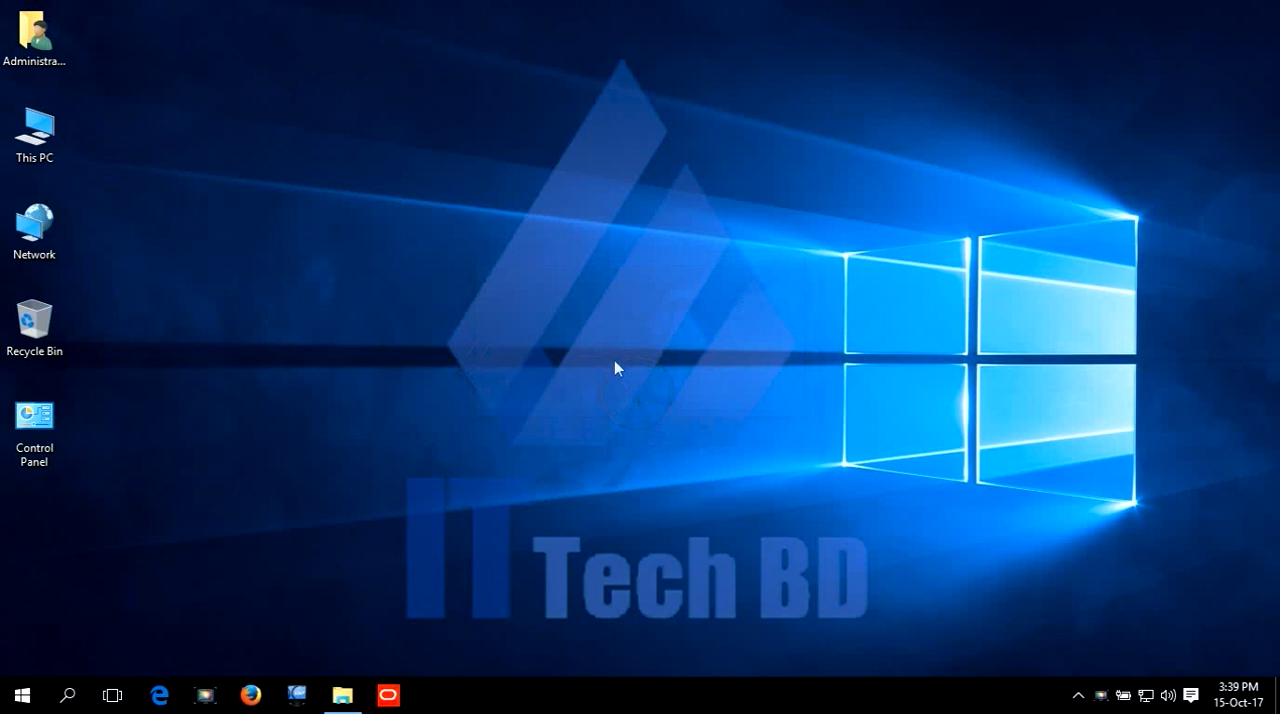 Administra...
This PC
Network
Recycle Bin
Control
Panel
IT Tech BD
3:39 PM
15-Oct-17